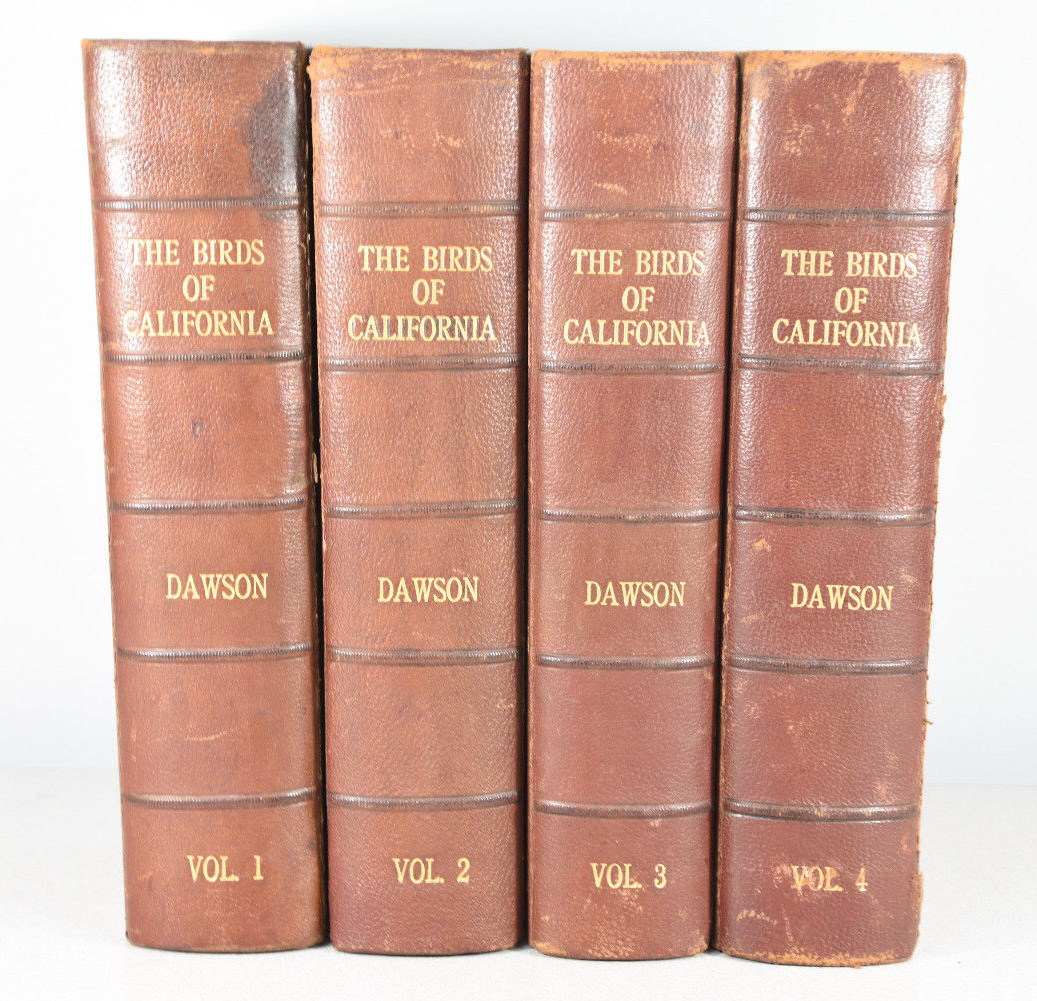 THE BIRDS
OF
CALIFORNIA
DAWSON
VOL. 1
THE BIRDS
OF
CALIFORNIA
DAWSON
VOL. 2
THE BIRDS
OF
CALIFORNIA
DAWSON
VOL. 3
THE BIRDS
OF
CALIFORNIA
DAWSON
VOL. 4